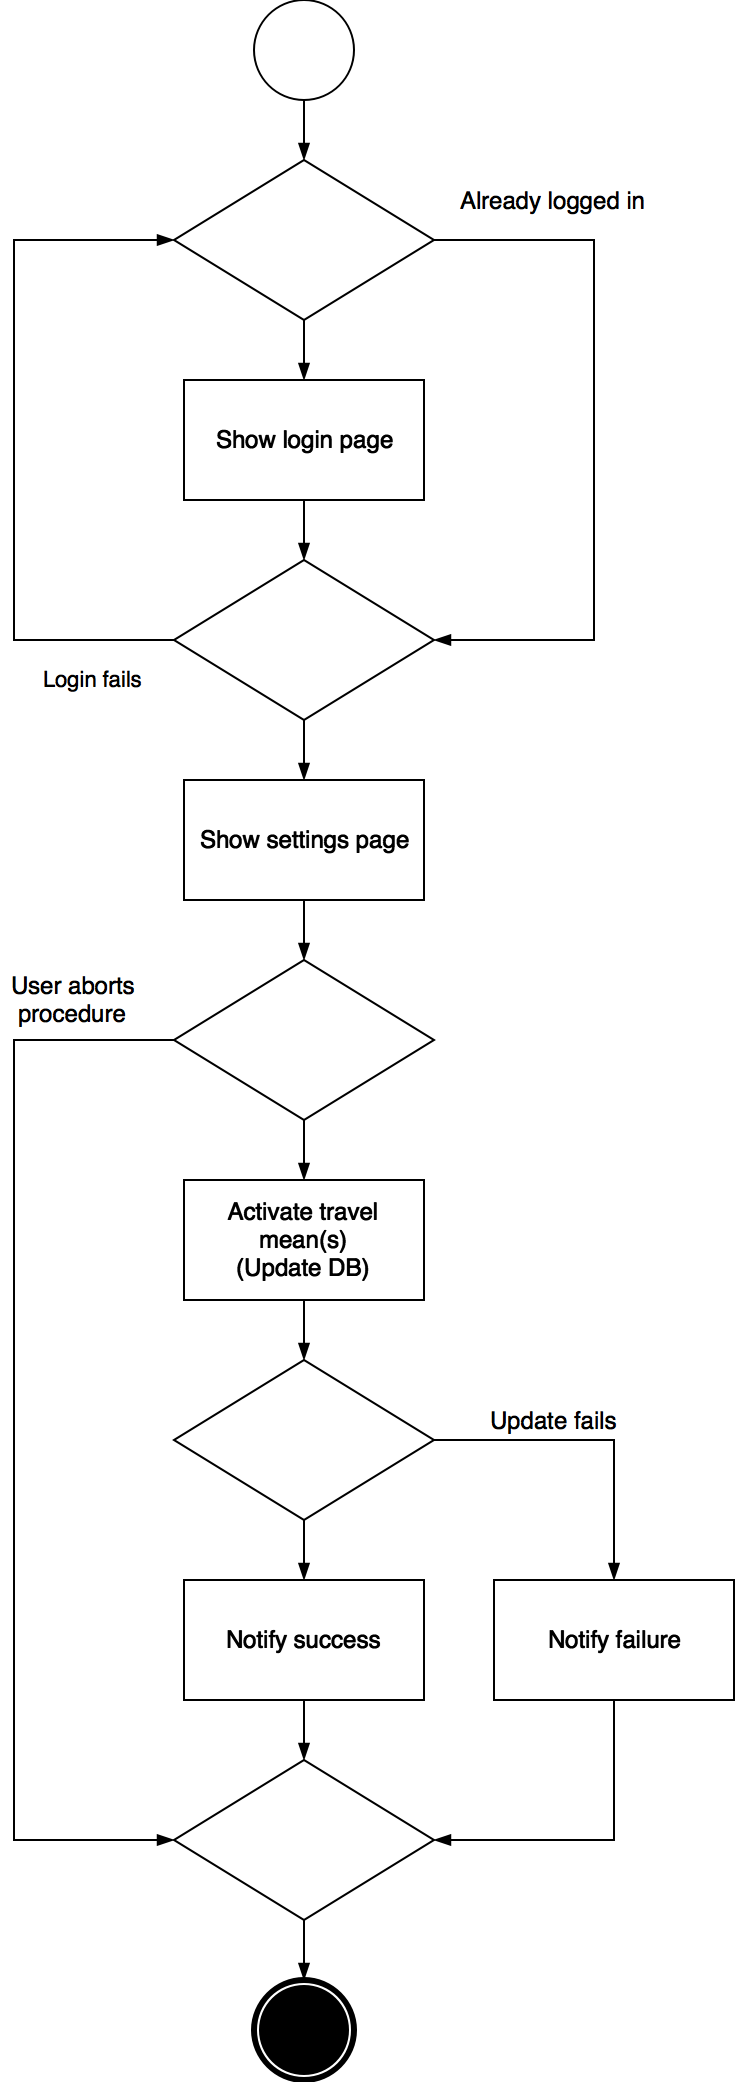 Already logged in
Show login page
Login fails
Show settings page
User aborts
procedure
Activate travel
mean(s)
(Update DB)
Update fails
Notify success
Notify failure